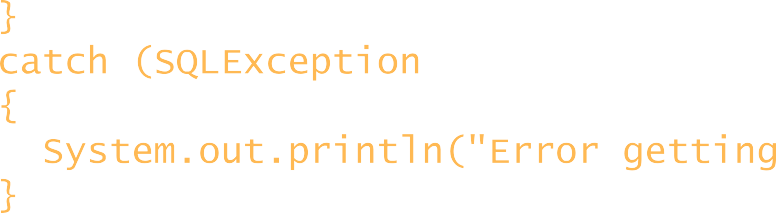 }
catch (SQLException
{
  System.out.println("Error getting
}